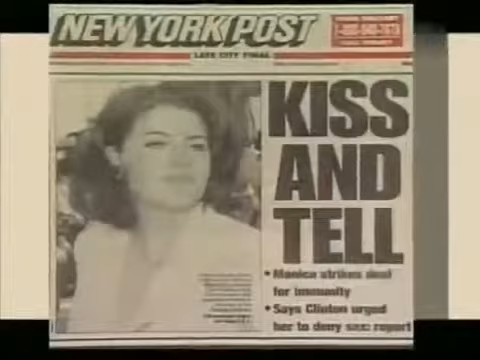 NEW YORK POST
LATE CITY FINAL
KISS
AND
TELL
• Monica strikes deal
for immunity
• Says Clinton urged
her to deny sex: report